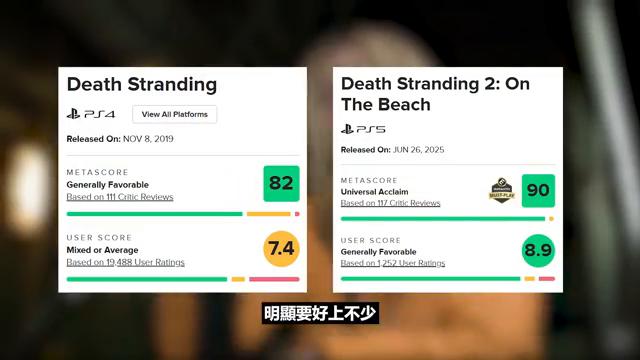 Death Stranding
PS4
View All Platforms
Released On: NOV 8, 2019
METASCORE
Generally Favorable
Based on 111 Critic Reviews
82
USER SCORE
Mixed or Average
Based on 19,488 User Ratings
7.4
Death Stranding 2: On
The Beach
PS5
Released On: JUN 26, 2025
METASCORE
Universal Acclaim
Based on 117 Critic Reviews
MUST-PLAY
90
USER SCORE
Generally Favorable
Based on 1,252 User Ratings
8.9
明顯要好上不少